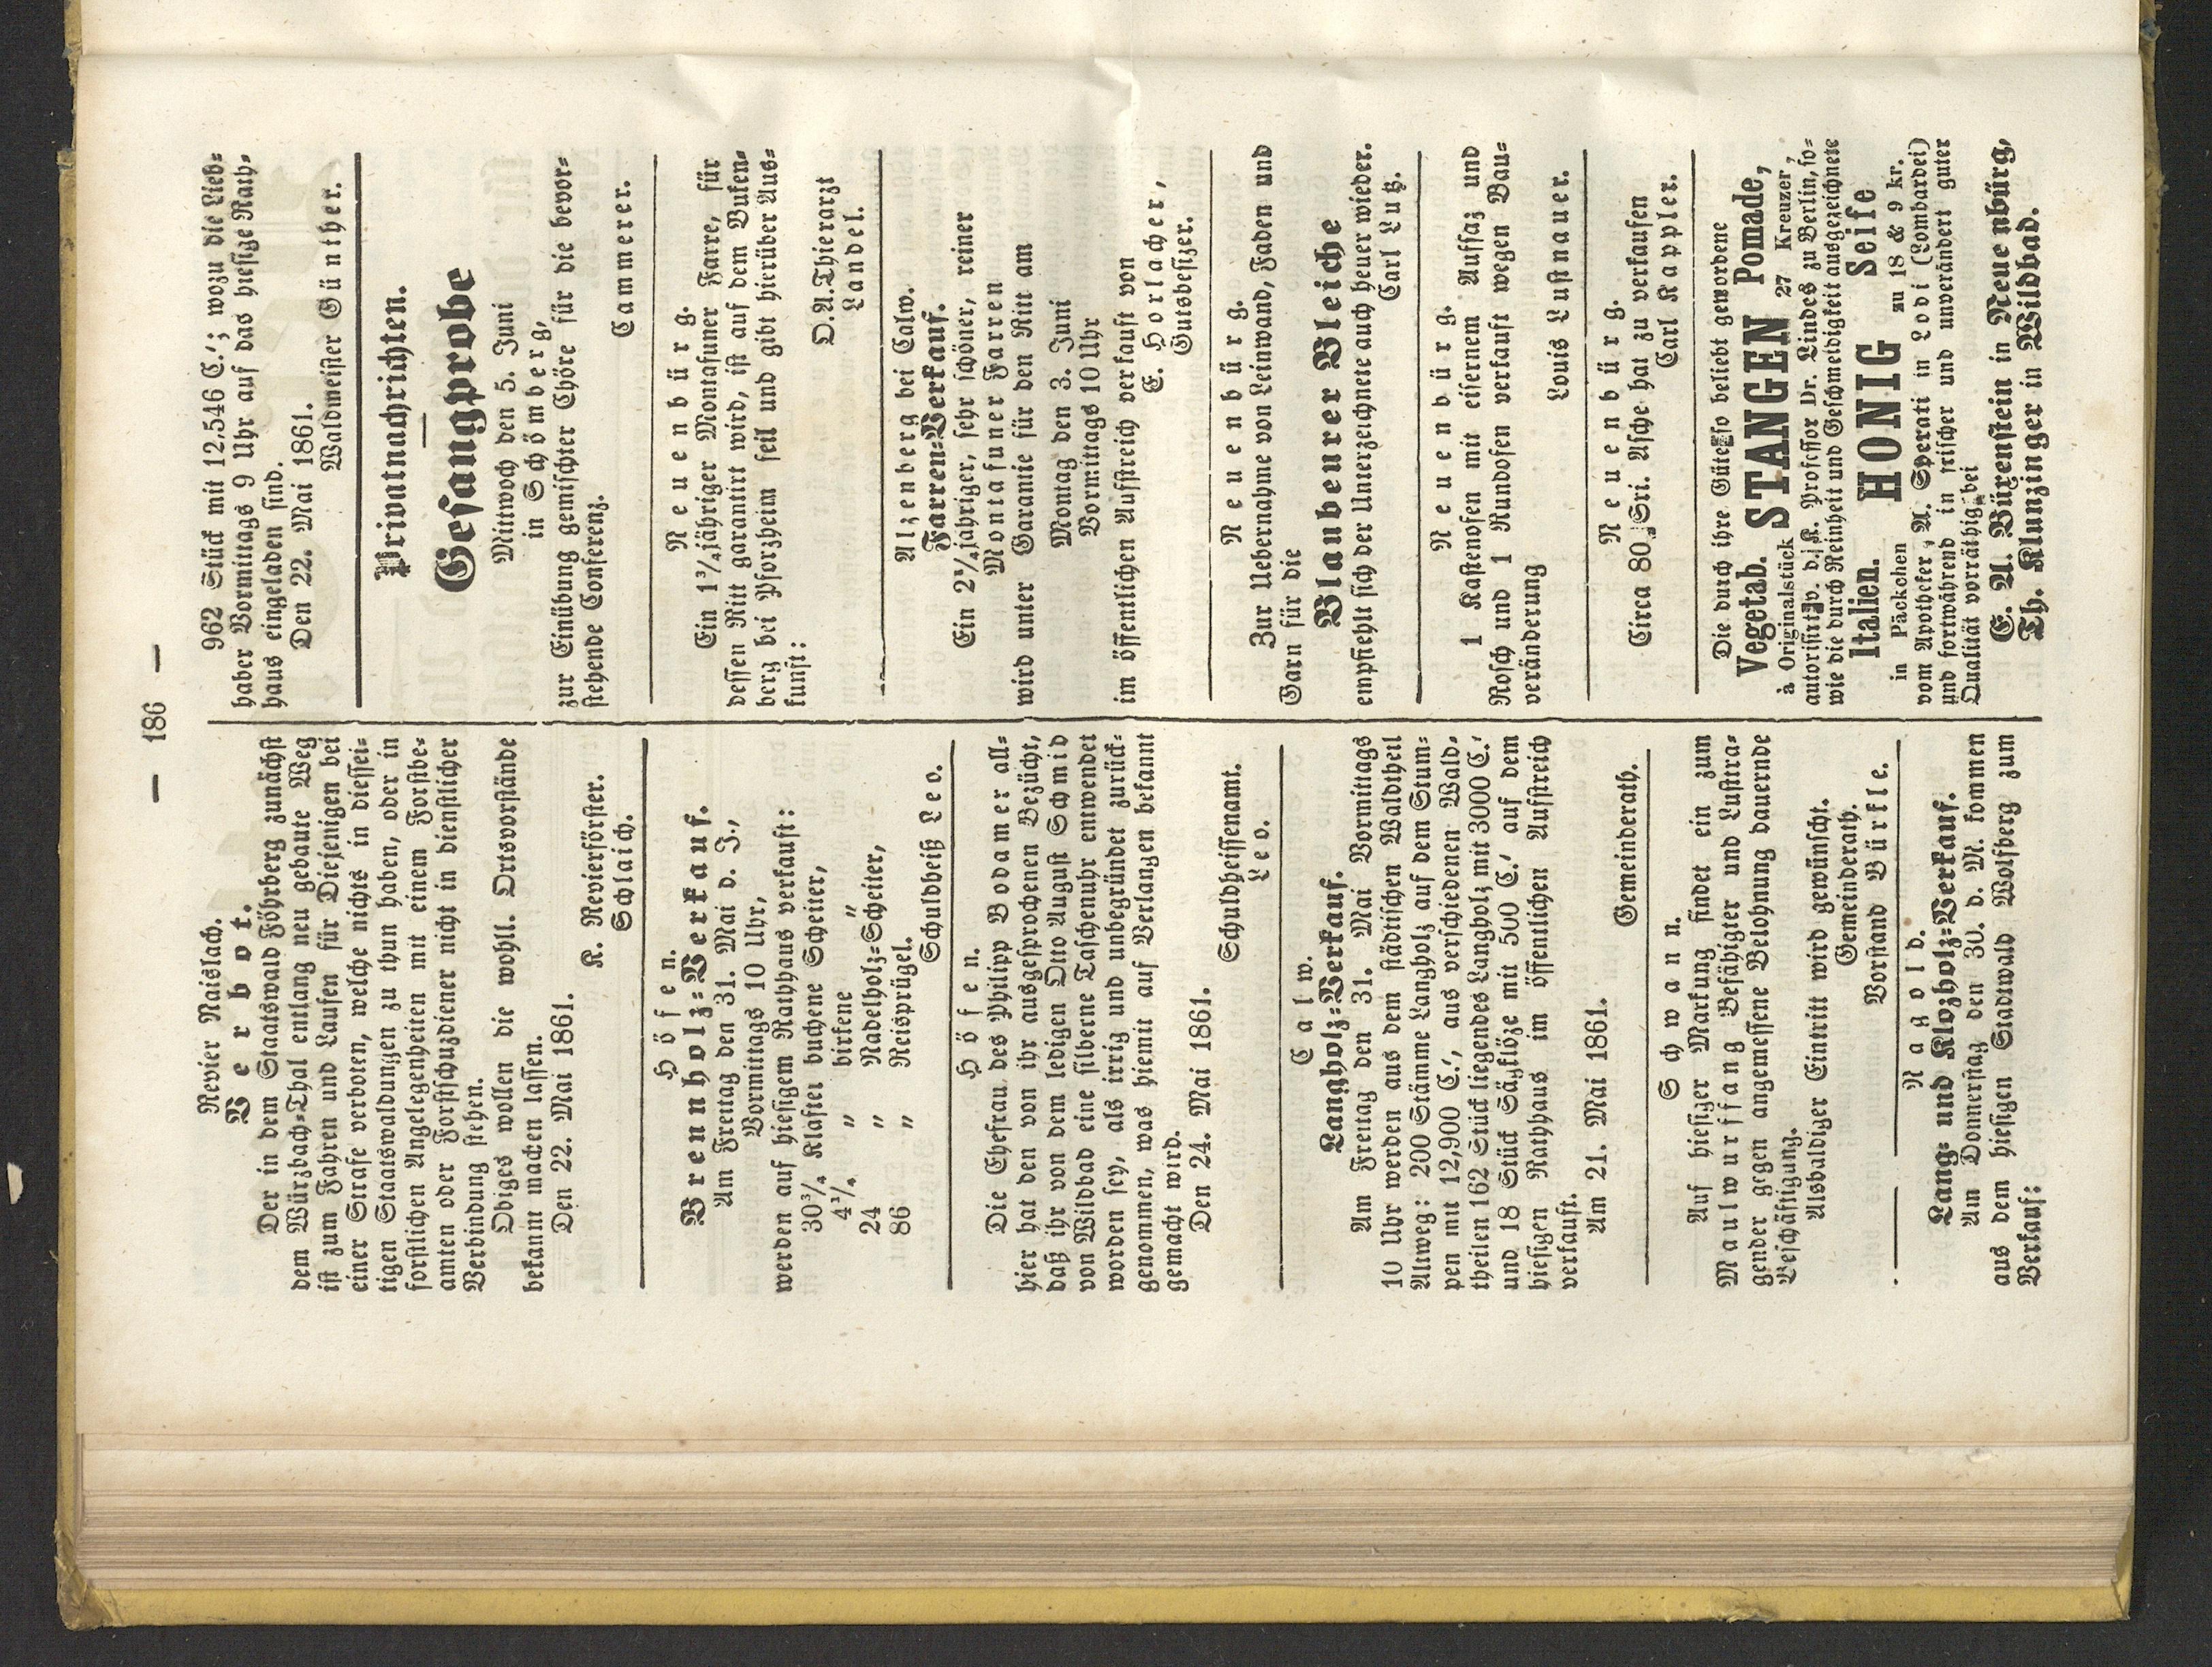 — 186 —
Revier Naislach.
Verbot.
Der in dem Staatswald Föhrberg zunächst
dem Würzbach-Thal entlang neu gebaute Weg
ist zum Fahren und Laufen für Diejenigen bei
einer Strafe verboten, welche nichts in diessei-
tigen Staatswaldungen zu thun haben, oder in
forstlichen Angelegenheiten mit einem Forstbe-
amten oder Forstschuzdiener nicht in dienstlicher
Verbindung stehen.
Obiges wollen die wohll. Ortsvorstände
bekannt machen lassen.
Den 22. Mai 1861.
K. Revierförster.
Schlaich.
Höfen.
Brennholz-Verkauf.
Am Freitag den 31. Mai d. J.,
Vormittags 10 Uhr,
werden auf hiesigem Rathhaus verkauft:
30¾ Klafter buchene Scheiter,
4¼ „ birkene „
24 „ Nadelholz-Scheiter,
86 „ Reisprügel.
Schuldheiß Leo.
Höfen.
Die Ehefrau des Philipp Bodamer all-
hier hat den von ihr ausgesprochenen Bezücht,
daß ihr von dem ledigen Otto August Schmid
von Wildbad eine silberne Taschenuhr entwendet
worden sey, als irrig und unbegründet zurück-
genommen, was hiemit auf Verlangen bekannt
gemacht wird.
Den 24. Mai 1861.
Schuldheissenamt.
Leo.
Calw.
Langholz-Verkauf.
Am Freitag den 31. Mai Vormittags
10 Uhr werden aus dem städtischen Waldtheil
Altweg: 200 Stämme Langholz auf dem Stum-
pen mit 12,900 C.', aus verschiedenen Wald-
theilen 162 Stück liegendes Langholz mit 3000 C.'
und 18 Stück Sägklöze mit 500 C.' auf dem
hiesigen Rathhaus im öffentlichen Aufstreich
verkauft.
Am 21. Mai 1861.
Gemeinderath.
Schwann.
Auf hiesiger Markung findet ein zum
Maulwurffang Befähigter und Lusttra-
gender gegen angemessene Belohnung dauernde
Beschäftigung.
Alsbaldiger Eintritt wird gewünscht.
Gemeinderath.
Vorstand Bürkle.
Nagold.
Lang- und Klozholz-Verkauf.
Am Donnerstag den 30. d. M. kommen
aus dem hiesigen Stadtwald Wolfsberg zum
Verkauf:
962 Stück mit 12,546 C.'; wozu die Lieb-
haber Vormittags 9 Uhr auf das hiesige Rath-
haus eingeladen sind.
Den 22. Mai 1861.
Waldmeister Günther.
Privatnachrichten.
Gesangprobe
Mittwoch den 5. Juni
in Schömberg,
zur Einübung gemischter Chöre für die bevor-
stehende Conferenz.
Cammerer.
Neuenbürg.
Ein 1¾jähriger Montafuner Farre, für
dessen Ritt garantirt wird, ist auf dem Buken-
berg bei Pforzheim feil und gibt hierüber Aus-
kunft:
O.A.Thierarzt
Landel.
Alzenberg bei Calw.
Farren-Verkauf.
Ein 2¼jähriger, sehr schöner, reiner
Montafuner Farren
wird unter Garantie für den Ritt am
Montag den 3. Juni
Vormittags 10 Uhr
im öffentlichen Aufstreich verkauft von
E. Horlacher,
Gutsbesizer.
Neuenbürg.
Zur Uebernahme von Leinwand, Faden und
Garn für die
Blaubeurer Bleiche
empfiehlt sich der Unterzeichnete auch heuer wieder.
Carl Lutz.
Neuenbürg.
1 Kastenofen mit eisernem Aufsaz und
Rosch und 1 Rundofen verkauft wegen Bau-
veränderung
Louis Lustnauer.
Neuenbürg.
Circa 80 Sri. Asche hat zu verkaufen
Carl Kappler.
Die durch ihre Güte so beliebt gewordene
Vegetab. STANGEN Pomade,
à Originalstück 27 Kreuzer,
autorisirt v. d. K. Professor Dr. Lindes zu Berlin, so-
wie die durch Reinheit und Geschmeidigkeit ausgezeichnete
Italien. HONIG Seife
in Päckchen zu 18 & 9 kr.
vom Apotheker A. Sperati in Lodi (Lombardei)
und fortwährend in frischer und unverändert guter
Qualität vorräthig bei
C. A. Büxenstein in Neuenbürg,
Th. Klunzinger in Wildbad.